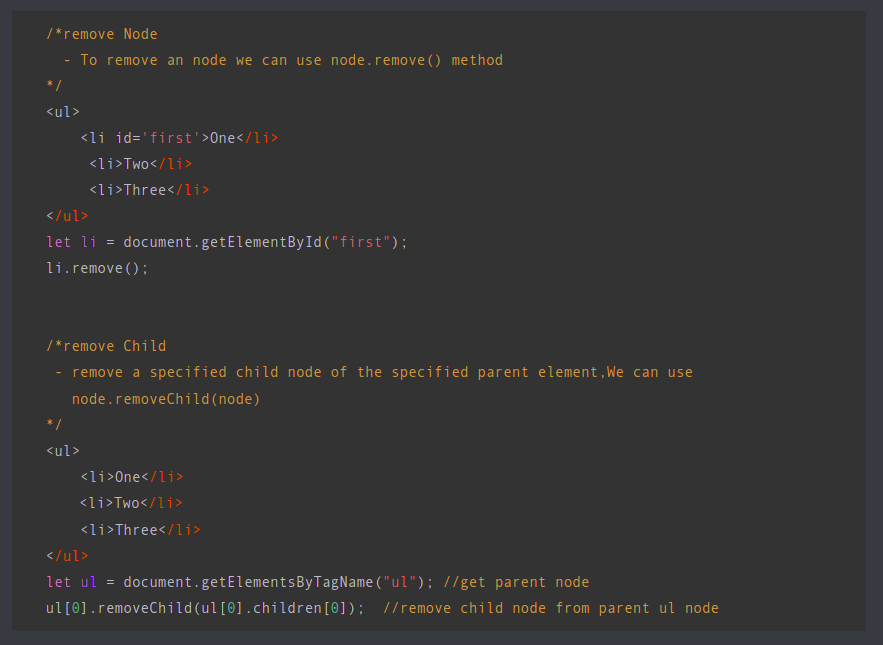 /*remove Node
- To remove an node we can use node.remove() method
*/
<ul>
<li id='first'>One</li>
<li>Two</li>
<li>Three</li>
</ul>
let li = document.getElementById("first");
li.remove();
/*remove Child
- remove a specified child node of the specified parent element,We can use
node.removeChild(node)
*/
<ul>
<li>One</li>
<li>Two</li>
<li>Three</li>
</ul>
let ul = document.getElementsByTagName("ul"); //get parent node
ul[0].removeChild(ul[0].children[0]); //remove child node from parent ul node